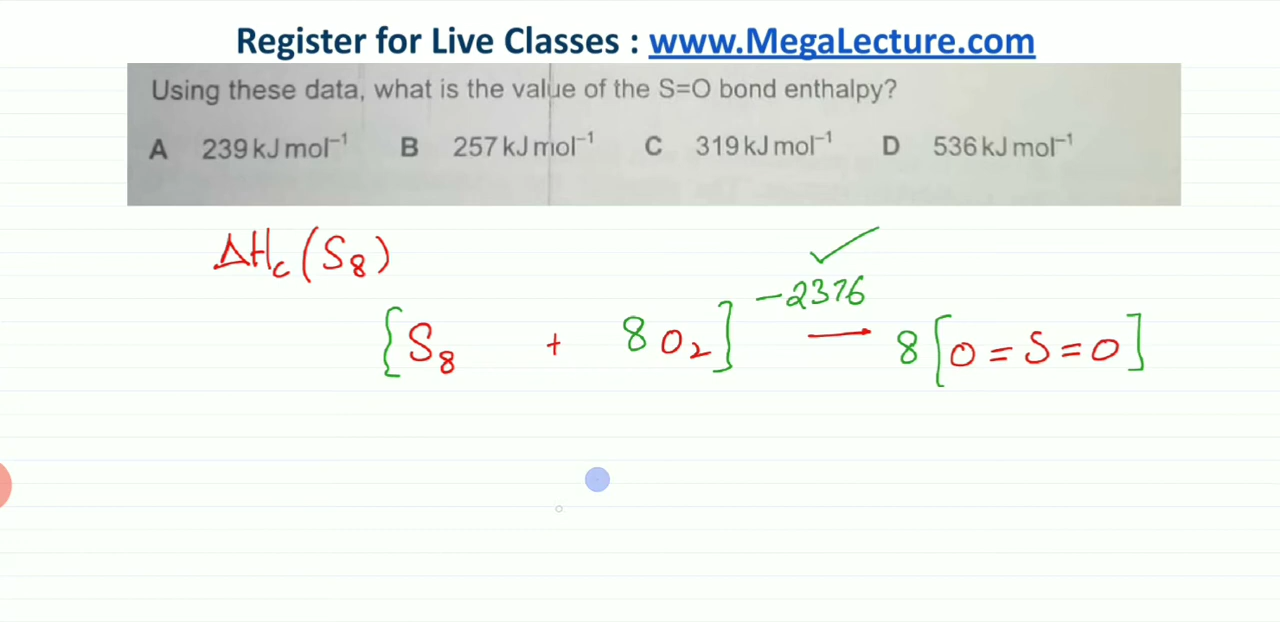 Register for Live Classes : www.MegaLecture.com
Using these data, what is the value of the S=O bond enthalpy?
A 239 kJ mol⁻¹ B 257 kJ mol⁻¹ C 319 kJ mol⁻¹ D 536 kJ mol⁻¹
ΔHc (S₈)
-2376
[S₈ + 8O₂] → 8[O=S=O]